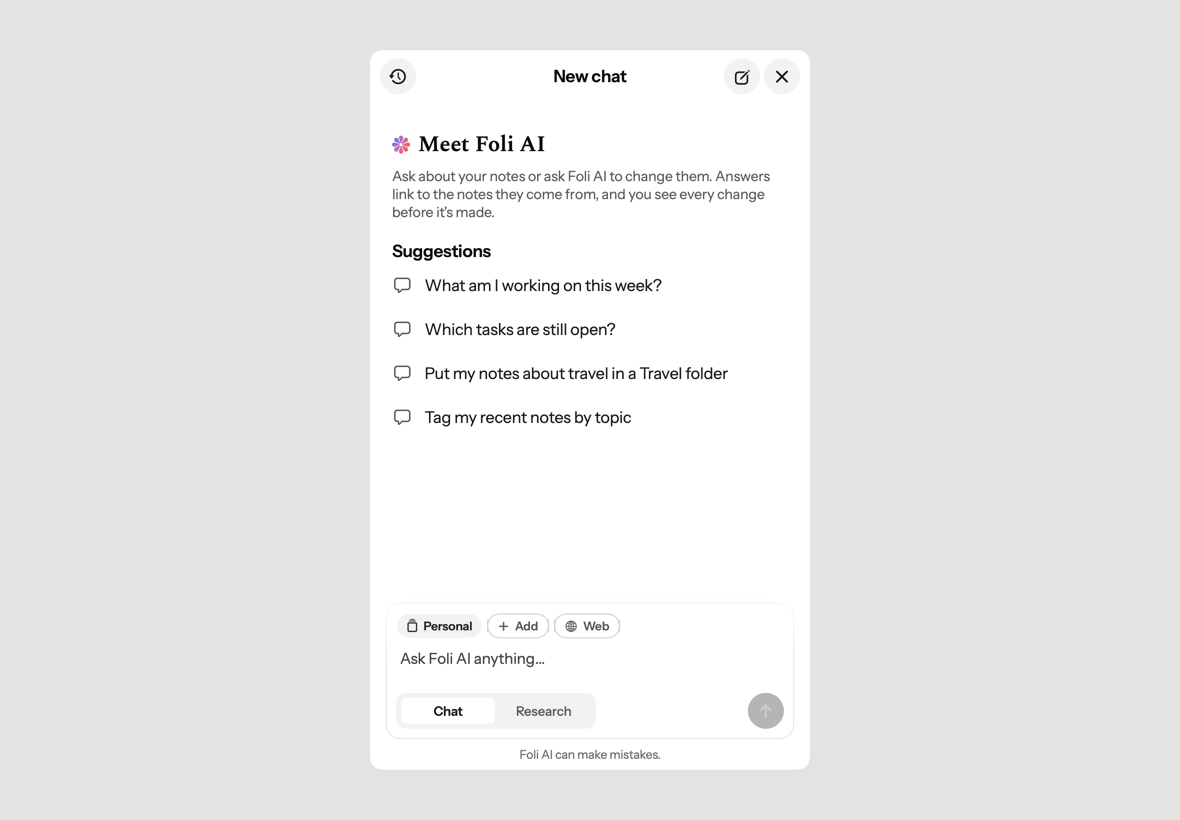 New chat
Meet Foli AI
Ask about your notes or ask Foli AI to change them. Answers
link to the notes they come from, and you see every change
before it's made.
Suggestions
What am I working on this week?
Which tasks are still open?
Put my notes about travel in a Travel folder
Tag my recent notes by topic
Personal
Add
Web
Ask Foli AI anything...
Chat
Research
Foli AI can make mistakes.